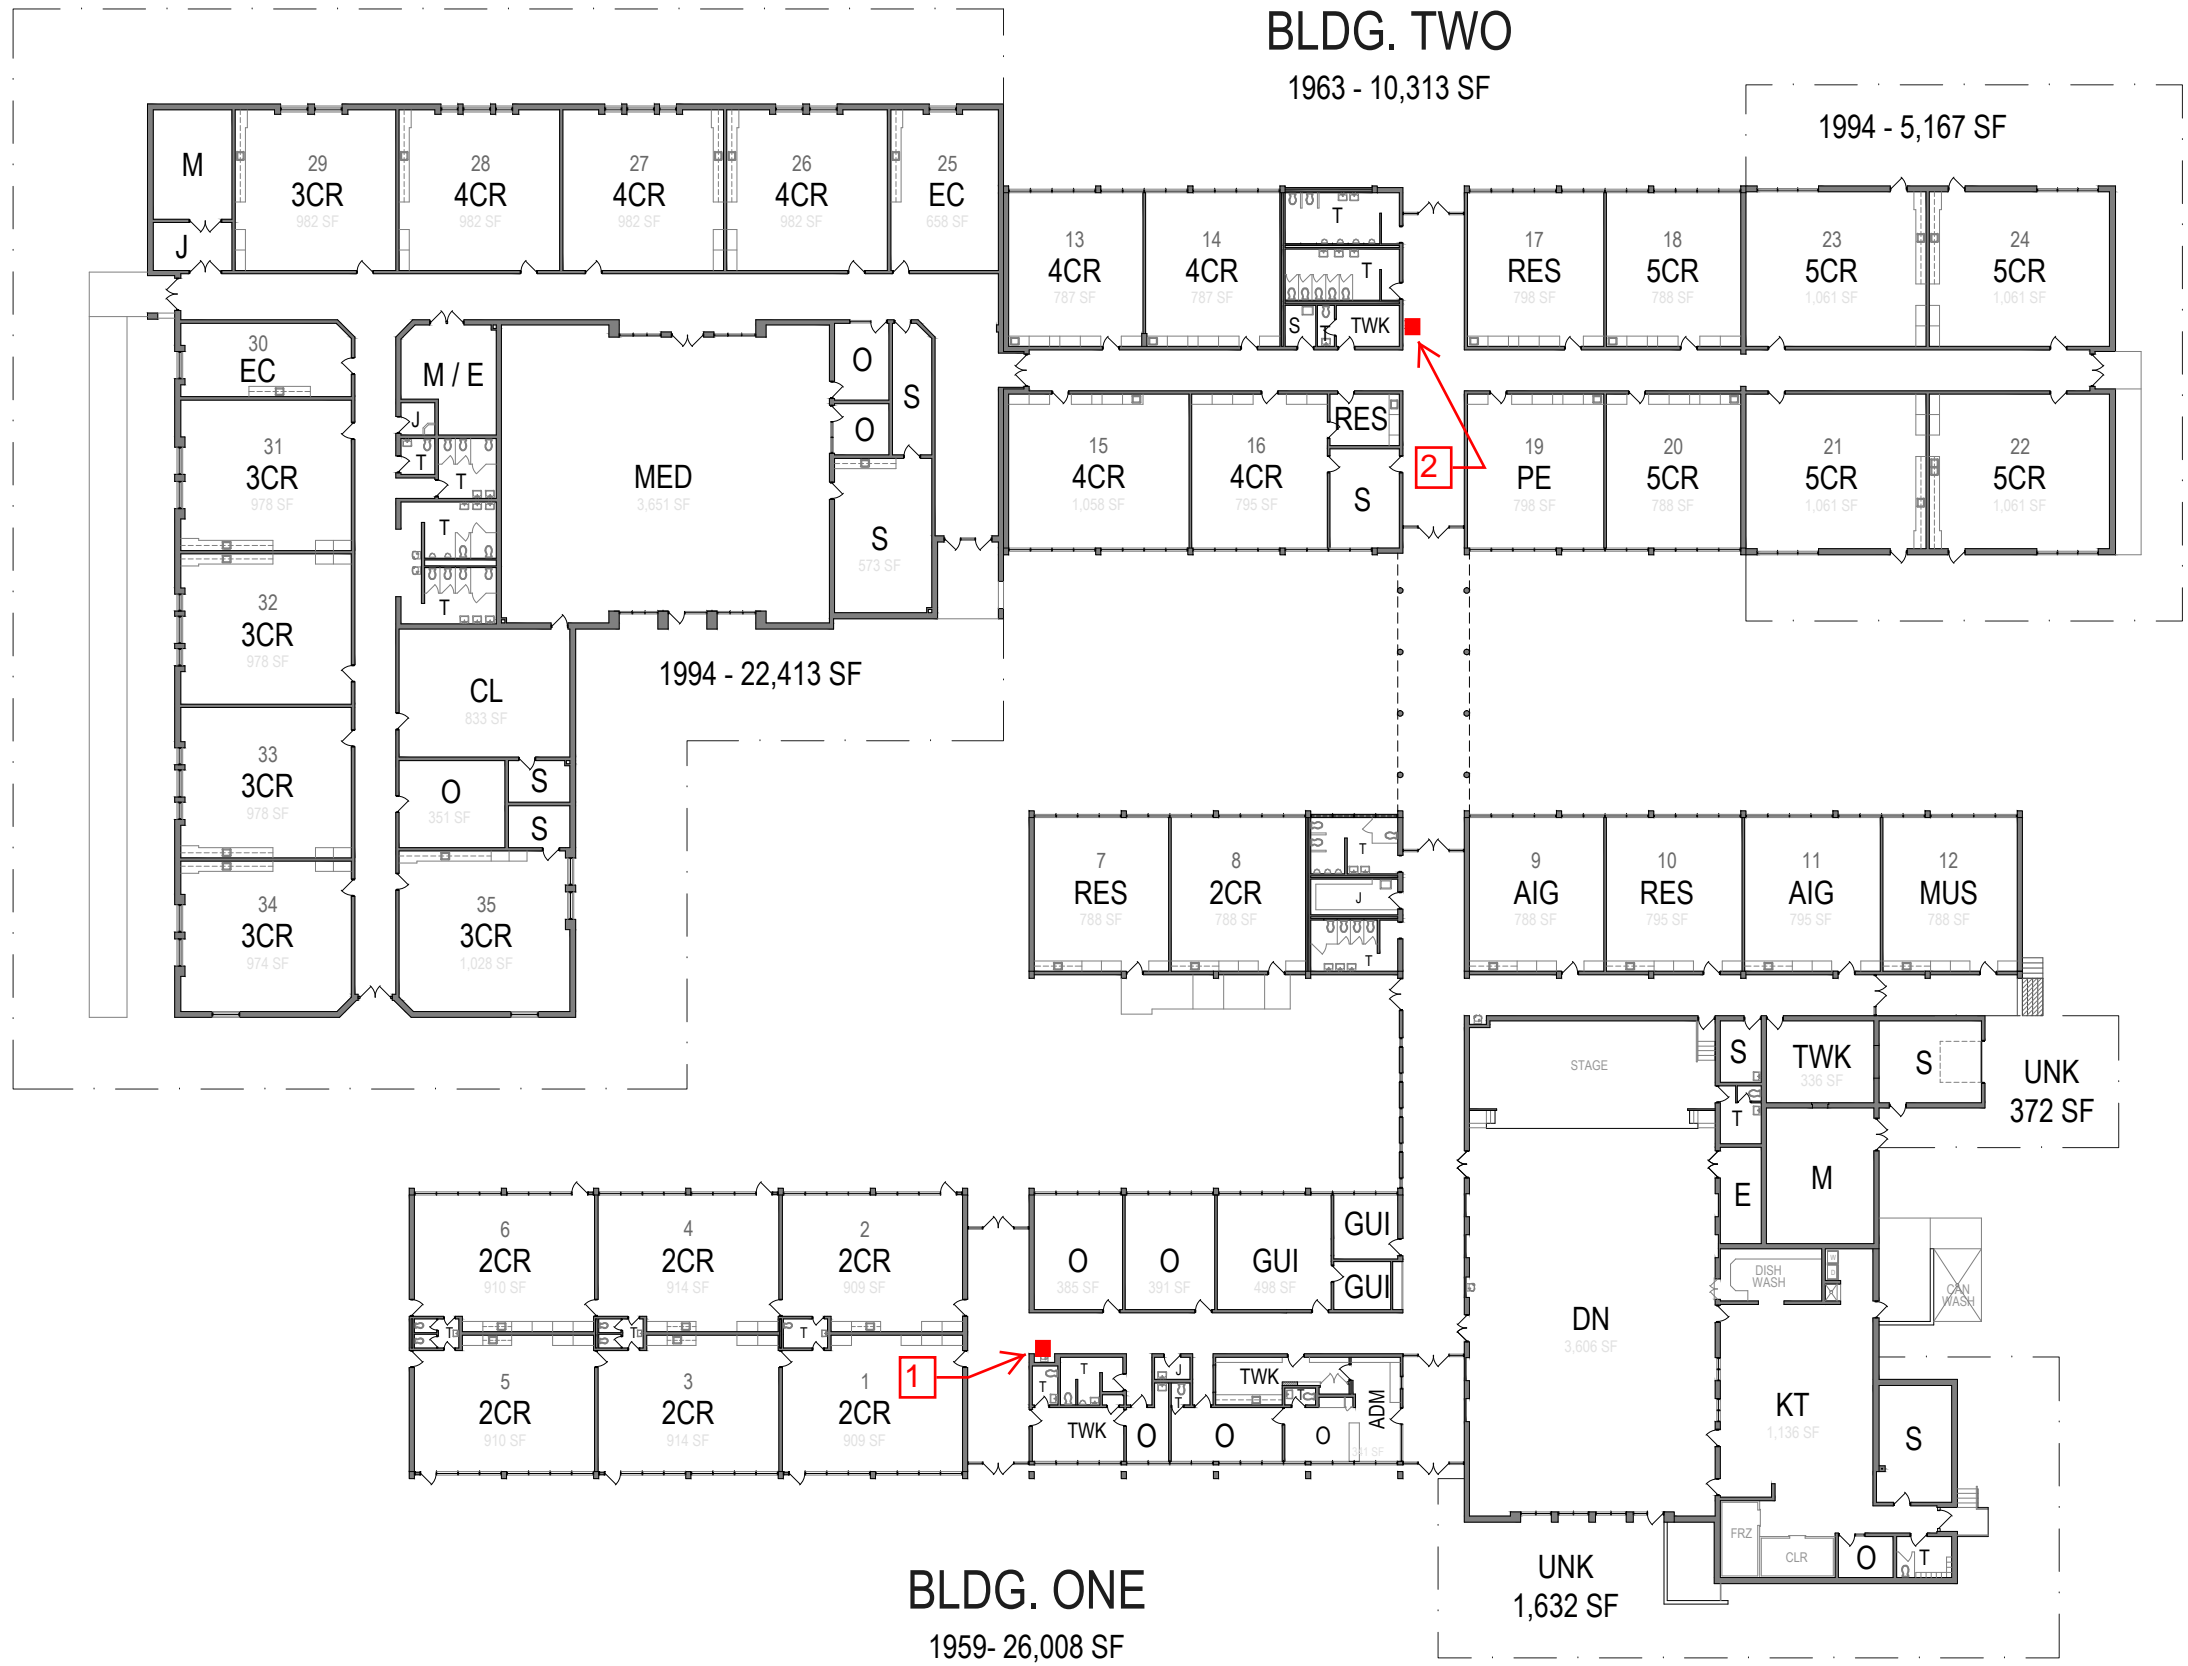 BLDG. TWO
1963 - 10,313 SF
1994 - 5,167 SF
M
J
29
3CR
982 SF
28
4CR
982 SF
27
4CR
982 SF
26
4CR
982 SF
25
EC
658 SF
13
4CR
787 SF
14
4CR
787 SF
T
T
S
T
TWK
17
RES
798 SF
18
5CR
788 SF
23
5CR
1,061 SF
24
5CR
1,061 SF
30
EC
M / E
J
T
T
T
T
MED
3,651 SF
O
O
S
S
573 SF
15
4CR
1,058 SF
16
4CR
795 SF
RES
S
2
19
PE
798 SF
20
5CR
788 SF
21
5CR
1,061 SF
22
5CR
1,061 SF
31
3CR
978 SF
32
3CR
978 SF
33
3CR
978 SF
34
3CR
974 SF
CL
833 SF
O
351 SF
S
S
35
3CR
1,028 SF
1994 - 22,413 SF
7
RES
788 SF
8
2CR
788 SF
T
J
T
9
AIG
788 SF
10
RES
795 SF
11
AIG
795 SF
12
MUS
788 SF
STAGE
S
TWK
336 SF
S
UNK
372 SF
T
E
M
6
2CR
910 SF
4
2CR
914 SF
2
2CR
909 SF
O
385 SF
O
391 SF
GUI
498 SF
GUI
GUI
DISH
WASH
W
D
CAN
WASH
DN
3,606 SF
T
T
T
5
2CR
910 SF
3
2CR
914 SF
1
2CR
909 SF
1
T
T
J
T
TWK
T
ADM
TWK
O
O
O
341 SF
KT
1,136 SF
S
FRZ
CLR
O
T
UNK
1,632 SF
BLDG. ONE
1959- 26,008 SF